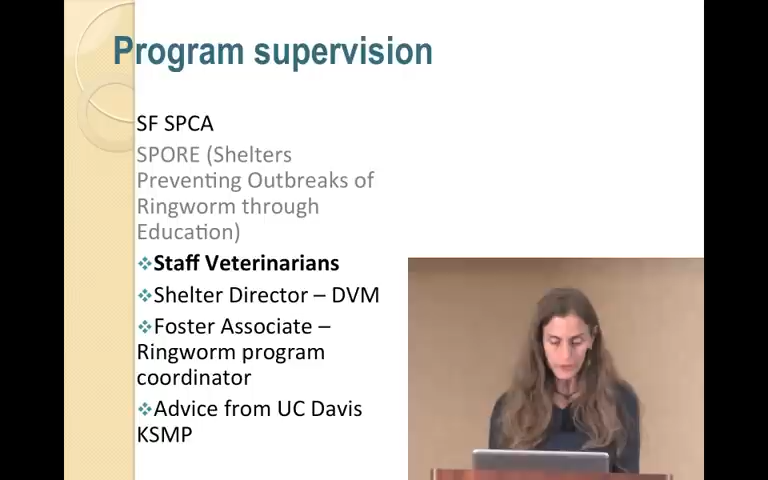 Program supervision
SF SPCA
SPORE (Shelters
Preventing Outbreaks of
Ringworm through
Education)
❖Staff Veterinarians
❖Shelter Director – DVM
❖Foster Associate –
Ringworm program
coordinator
❖Advice from UC Davis
KSMP